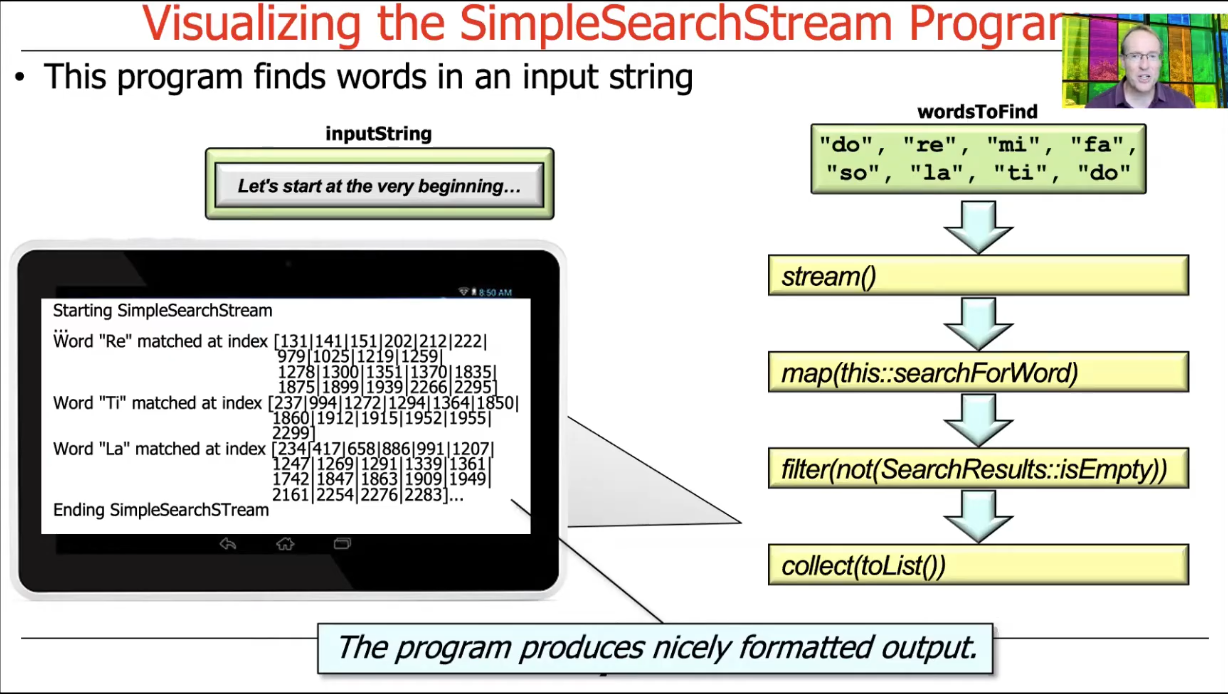 Visualizing the SimpleSearchStream Program
• This program finds words in an input string
inputString
Let's start at the very beginning…
wordsToFind
"do", "re", "mi", "fa",
"so", "la", "ti", "do"
stream()
map(this::searchForWord)
filter(not(SearchResults::isEmpty))
collect(toList())
8:50 AM
Starting SimpleSearchStream
…
Word "Re" matched at index [131|141|151|202|212|222|
979|1025|1219|1259|
1278|1300|1351|1370|1835|
1875|1899|1939|2266|2295]
Word "Ti" matched at index [237|994|1272|1294|1364|1850|
1860|1912|1915|1952|1955|
2299]
Word "La" matched at index [234|417|658|886|991|1207|
1247|1269|1291|1339|1361|
1742|1847|1863|1909|1949|
2161|2254|2276|2283]…
Ending SimpleSearchSTream
The program produces nicely formatted output.